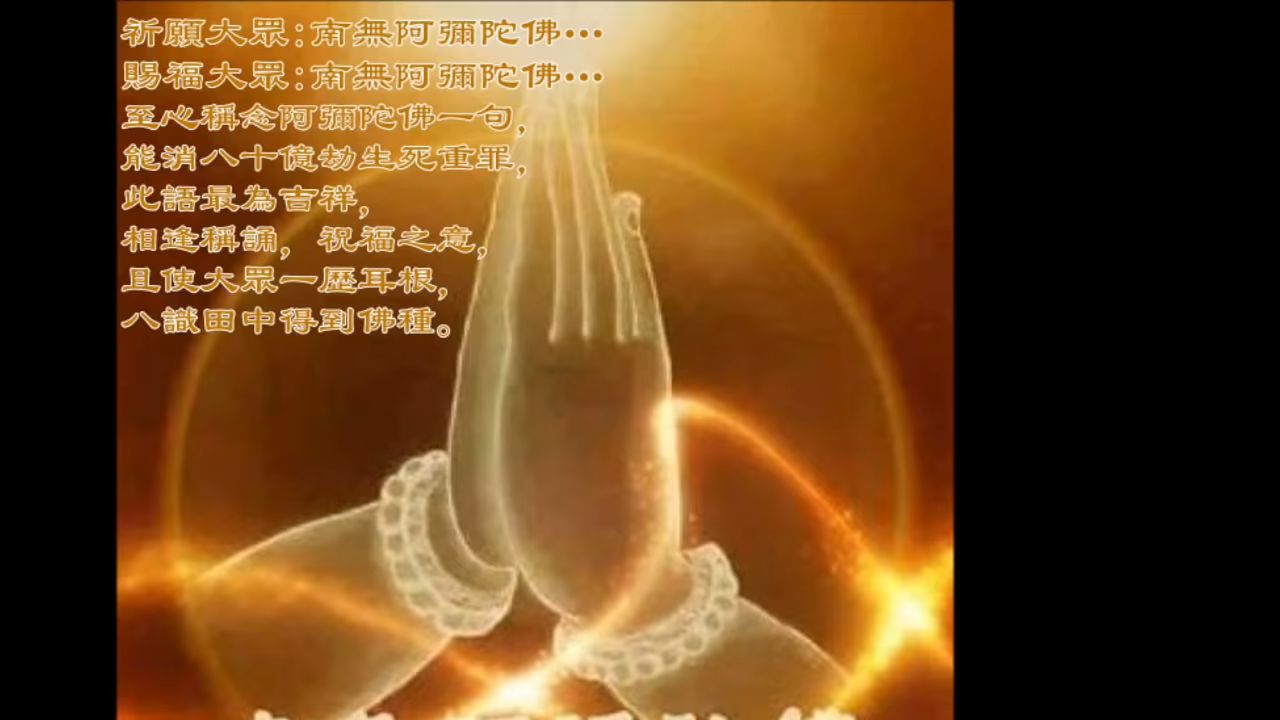 祈願大眾:南無阿彌陀佛···
賜福大眾:南無阿彌陀佛···
至心稱念阿彌陀佛一句,
能消八十億劫生死重罪,
此語最為吉祥,
相逢稱誦, 祝福之意,
且使大眾一歷耳根,
八識田中得到佛種。